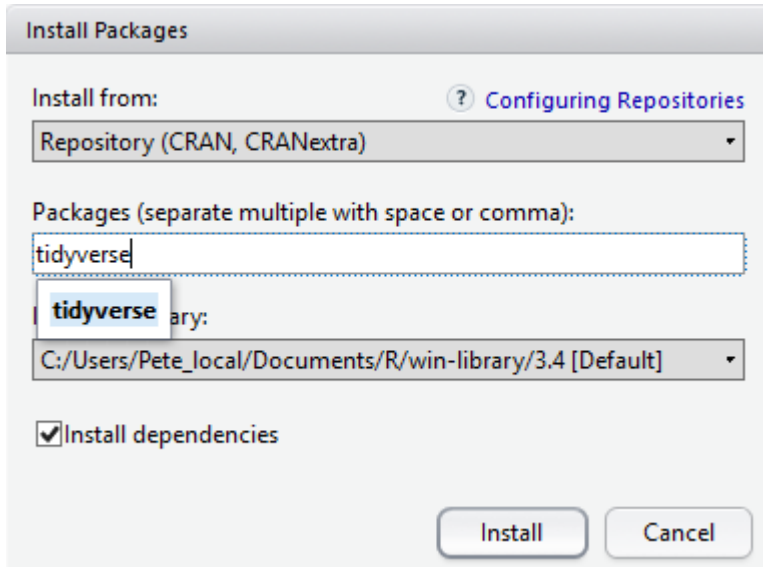 Install Packages
Install from:
? Configuring Repositories
Repository (CRAN, CRANextra)
Packages (separate multiple with space or comma):
tidyverse
tidyverse
ary:
C:/Users/Pete_local/Documents/R/win-library/3.4 [Default]
Install dependencies
Install Cancel